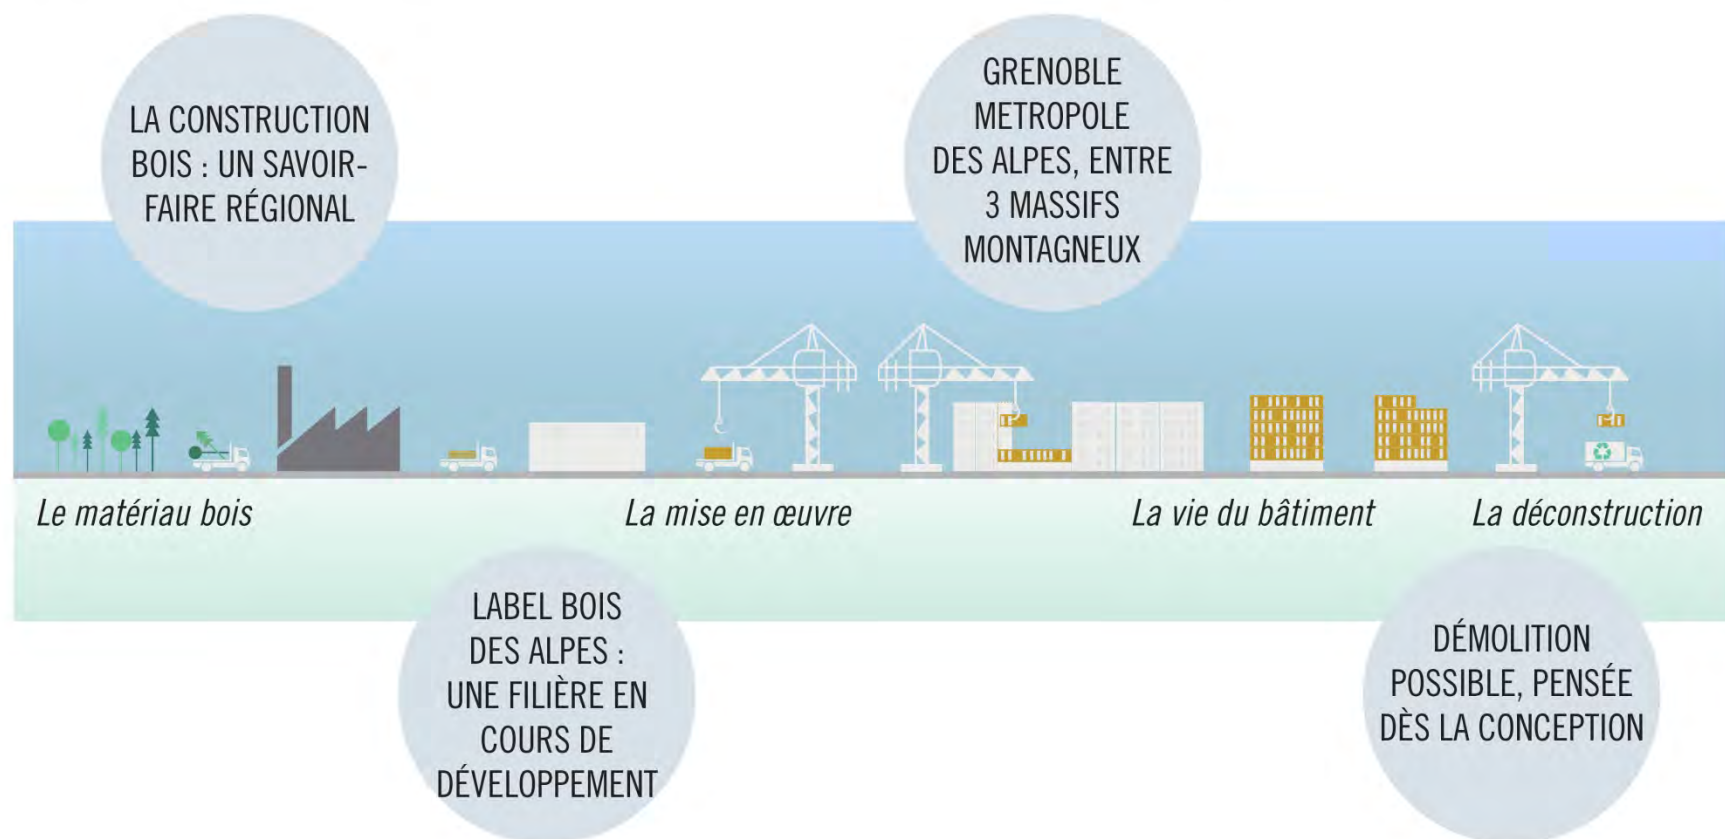 LA CONSTRUCTION
BOIS : UN SAVOIR-
FAIRE RÉGIONAL
GRENOBLE
METROPOLE
DES ALPES, ENTRE
3 MASSIFS
MONTAGNEUX
Le matériau bois
La mise en œuvre
La vie du bâtiment
La déconstruction
LABEL BOIS
DES ALPES :
UNE FILIÈRE EN
COURS DE
DÉVELOPPEMENT
DÉMOLITION
POSSIBLE, PENSÉE
DÈS LA CONCEPTION